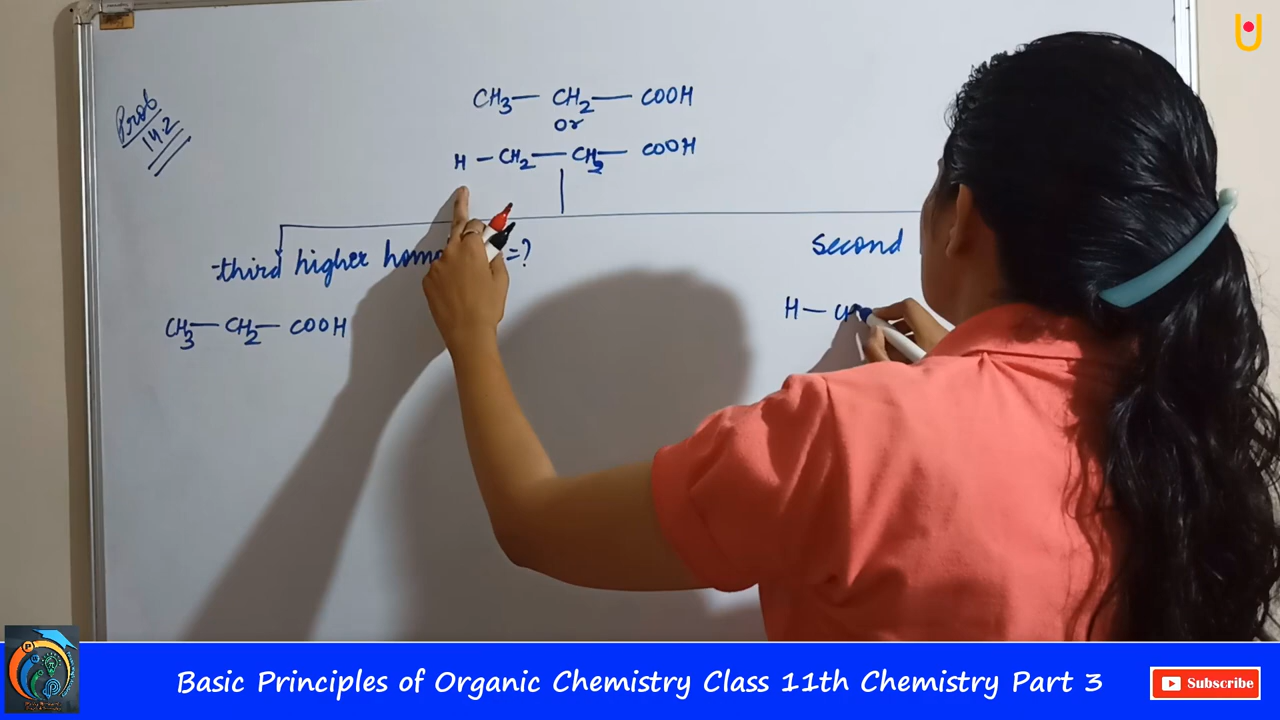 Prob
14.2
CH3 — CH2 — COOH
Or
H — CH2 — CH2 — COOH
third higher =?
Second
CH3 — CH2 — COOH
H —
Basic Principles of Organic Chemistry Class 11th Chemistry Part 3
Subscribe